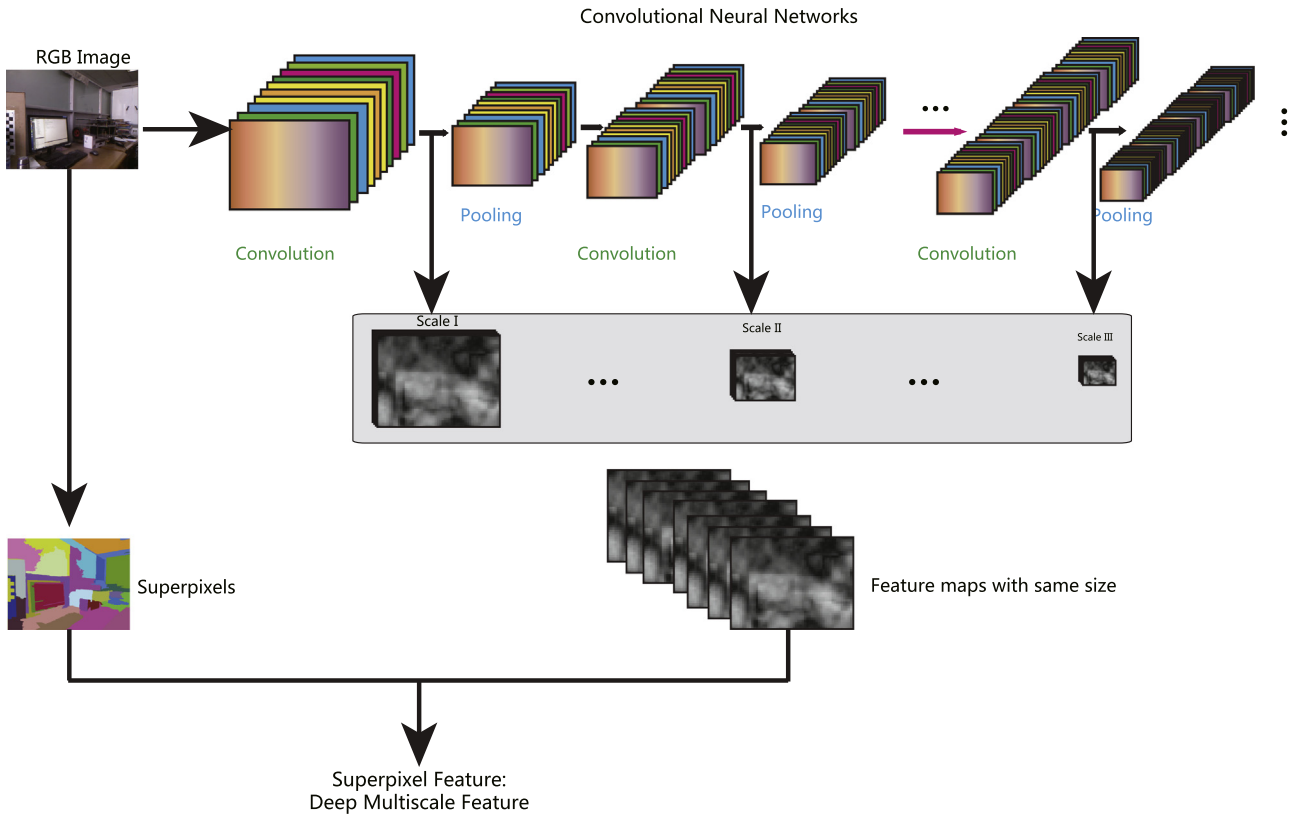 Convolutional Neural Networks
RGB Image
Pooling
Pooling
Pooling
Convolution
Convolution
Convolution
Scale I
Scale II
Scale III
Superpixels
Feature maps with same size
Superpixel Feature:
Deep Multiscale Feature